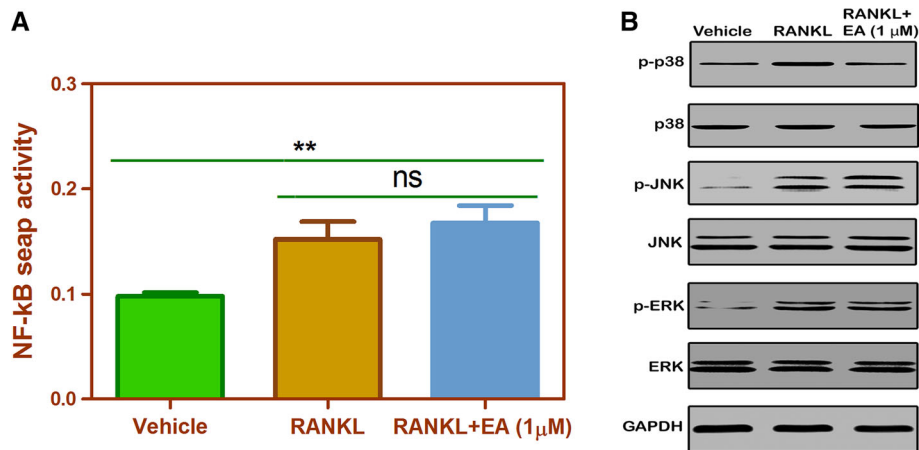 A
NF-kB seap activity
0.3
0.2
0.1
0.0
**
ns
Vehicle
RANKL
RANKL+EA (1μM)
B
Vehicle
RANKL
RANKL+
EA (1 μM)
p-p38
p38
p-JNK
JNK
p-ERK
ERK
GAPDH